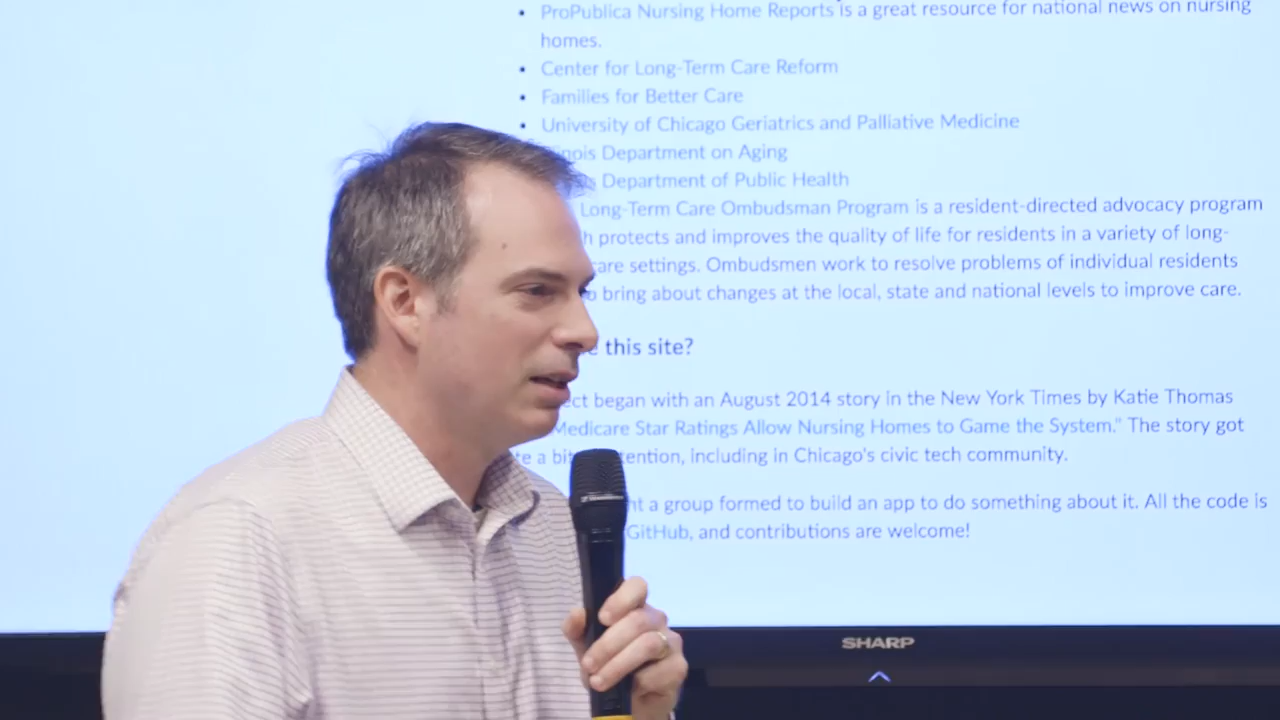 ProPublica Nursing Home Reports is a great resource for national news on nursing
homes.
Center for Long-Term Care Reform
Families for Better Care
University of Chicago Geriatrics and Palliative Medicine
Department on Aging
Department of Public Health
Long-Term Care Ombudsman Program is a resident-directed advocacy program
protects and improves the quality of life for residents in a variety of long-
care settings. Ombudsmen work to resolve problems of individual residents
bring about changes at the local, state and national levels to improve care.
this site?
began with an August 2014 story in the New York Times by Katie Thomas
Medicare Star Ratings Allow Nursing Homes to Game the System." The story got
a bit including in Chicago's civic tech community.
a group formed to build an app to do something about it. All the code is
GitHub, and contributions are welcome!
SHARP